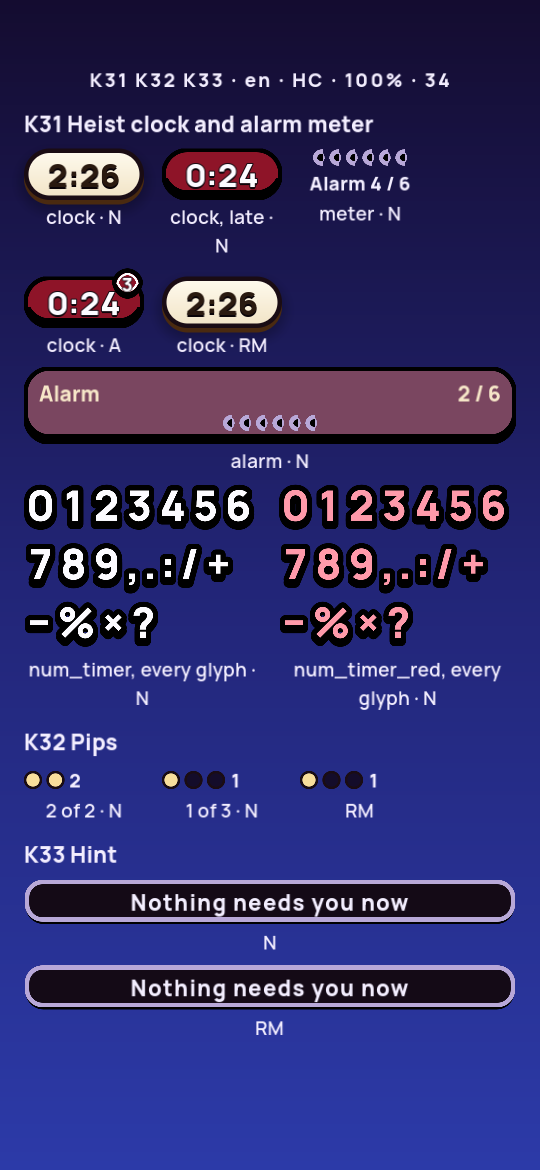 K31 K32 K33 · en · HC · 100% · 34
K31 Heist clock and alarm meter
2:26
0:24
Alarm 4 / 6
clock · N
clock, late ·
N
meter · N
0:24
3
2:26
clock · A
clock · RM
Alarm
2 / 6
alarm · N
0123456
789,.:/+
-%×?
0123456
789,.:/+
-%×?
num_timer, every glyph ·
N
num_timer_red, every
glyph · N
K32 Pips
2
1
1
2 of 2 · N
1 of 3 · N
RM
K33 Hint
Nothing needs you now
N
Nothing needs you now
RM